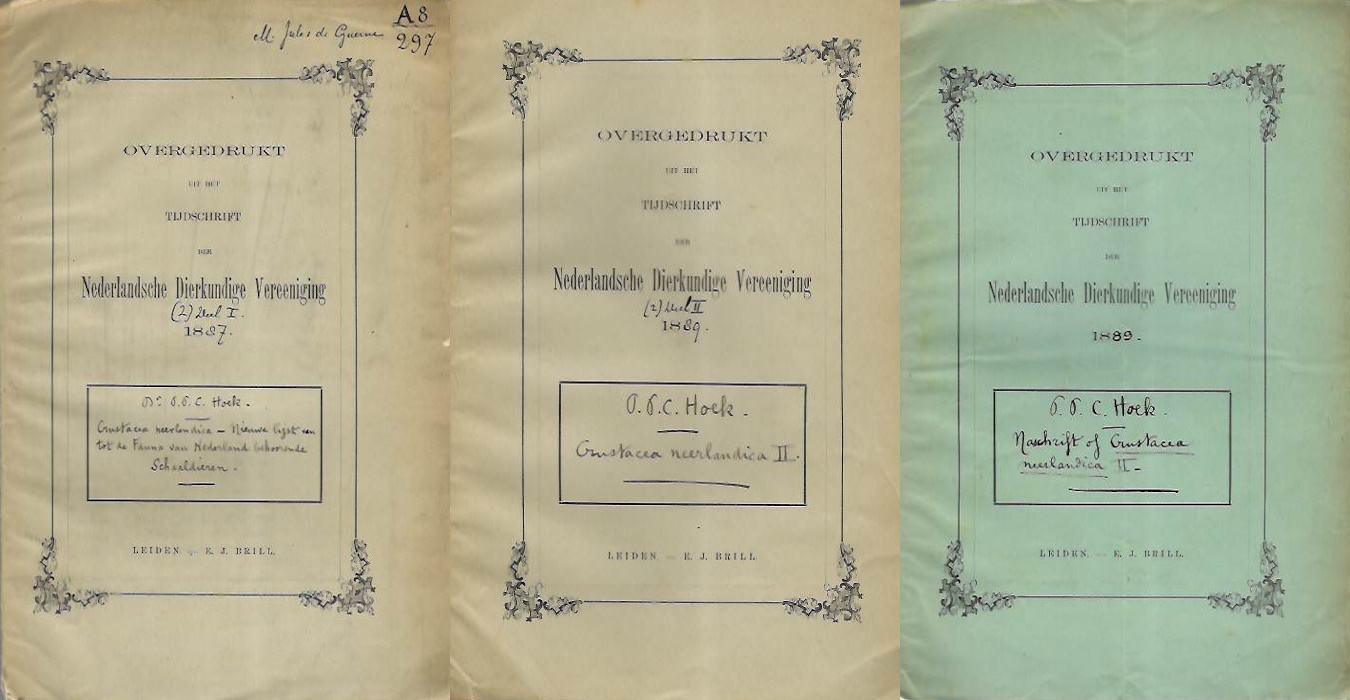 M. Jules de Guerne
A8
297
OVERGEDRUKT
UIT HET
TIJDSCHRIFT
DER
Nederlandsche Dierkundige Vereeniging
(2) Deel I.
1887.
Dr. P.P.C. Hoek.
Crustacea neerlandica – Nieuwe lijst van
tot de Fauna van Nederland behoorende
Schaaldieren.
LEIDEN — E. J. BRILL.
OVERGEDRUKT
UIT HET
TIJDSCHRIFT
DER
Nederlandsche Dierkundige Vereeniging
(2) Deel II
1889.
P.P.C. Hoek.
Crustacea neerlandica II.
LEIDEN — E. J. BRILL.
OVERGEDRUKT
UIT HET
TIJDSCHRIFT
DER
Nederlandsche Dierkundige Vereeniging
1889.
P. P. C. Hoek.
Naschrift of Crustacea
neerlandica II.
LEIDEN — E. J. BRILL.